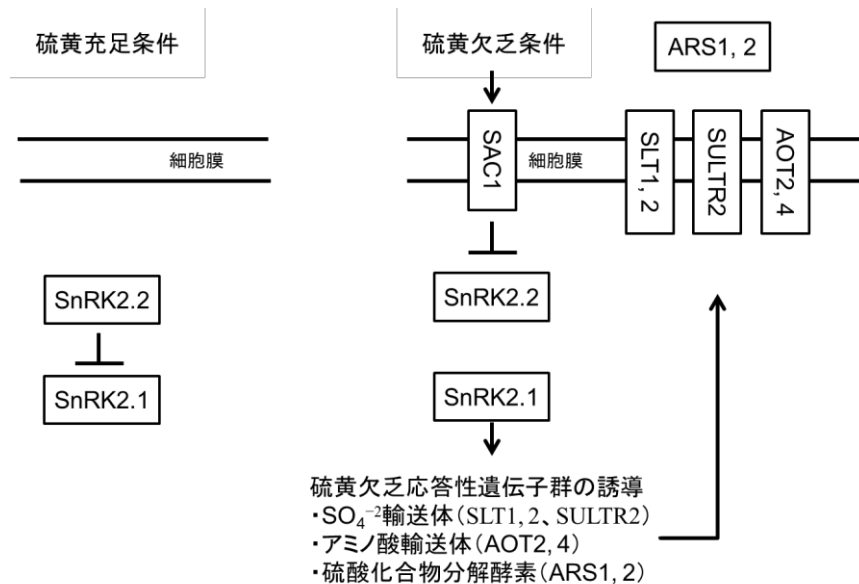 硫黄充足条件
硫黄欠乏条件
ARS1, 2
細胞膜
SAC1
細胞膜
SLT1, 2
SULTR2
AOT2, 4
SnRK2.2
SnRK2.2
SnRK2.1
SnRK2.1
硫黄欠乏応答性遺伝子群の誘導
・SO₄⁻²輸送体（SLT1, 2、SULTR2）
・アミノ酸輸送体（AOT2, 4）
・硫酸化合物分解酵素（ARS1, 2）